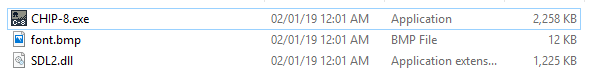 CHIP-8.exe 02/01/19 12:01 AM Application 2,258 KB
font.bmp 02/01/19 12:01 AM BMP File 12 KB
SDL2.dll 02/01/19 12:01 AM Application extens... 1,225 KB